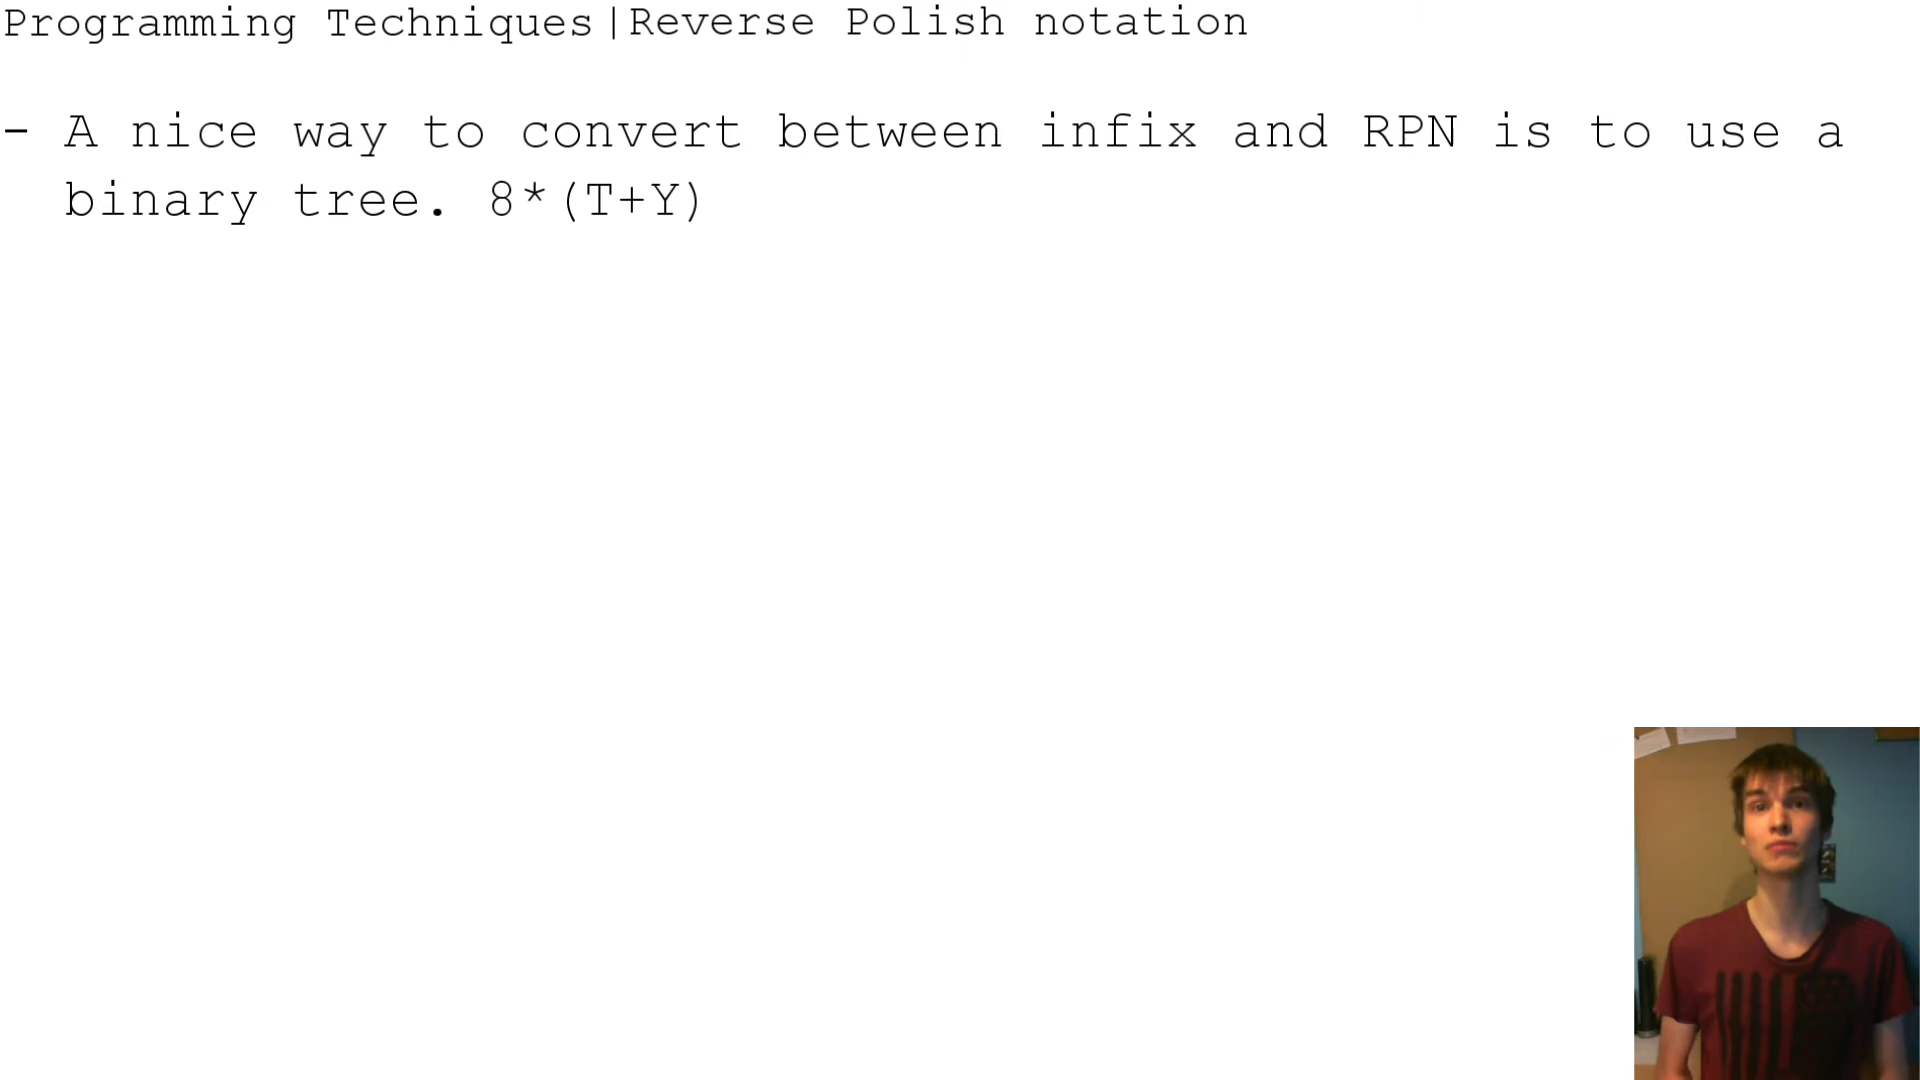 Programming Techniques|Reverse Polish notation
- A nice way to convert between infix and RPN is to use a
binary tree. 8*(T+Y)